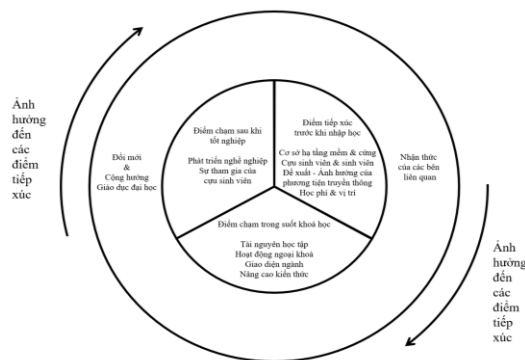 Ảnh
hưởng
đến
các
điểm
tiếp
xúc
Đổi mới
&
Cộng hưởng
Giáo dục đại học
Điểm chạm sau khi
tốt nghiệp
Phát triển nghề nghiệp
Sự tham gia của
cựu sinh viên
Điểm tiếp xúc
trước khi nhập học
Cơ sở hạ tầng mềm & cứng
Cựu sinh viên & sinh viên
Đề xuất - Ảnh hưởng của
phương tiện truyền thông
Học phí & vị trí
Nhận thức
của các bên
liên quan
Điểm chạm trong suốt khoá học
Tài nguyên học tập
Hoạt động ngoại khoá
Giao diện ngành
Nâng cao kiến thức
Ảnh
hưởng
đến
các
điểm
tiếp
xúc